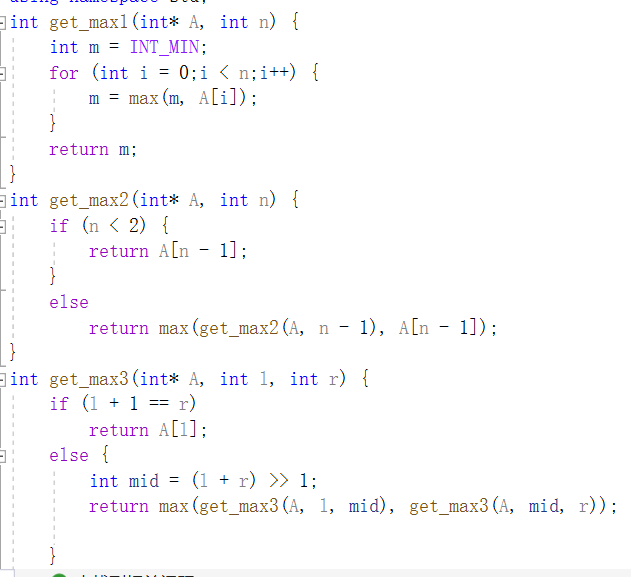 int get_max1(int* A, int n) {
    int m = INT_MIN;
    for (int i = 0;i < n;i++) {
        m = max(m, A[i]);
    }
    return m;
}
int get_max2(int* A, int n) {
    if (n < 2) {
        return A[n - 1];
    }
    else
        return max(get_max2(A, n - 1), A[n - 1]);
}
int get_max3(int* A, int l, int r) {
    if (l + 1 == r)
        return A[l];
    else {
        int mid = (l + r) >> 1;
        return max(get_max3(A, l, mid), get_max3(A, mid, r));
    }